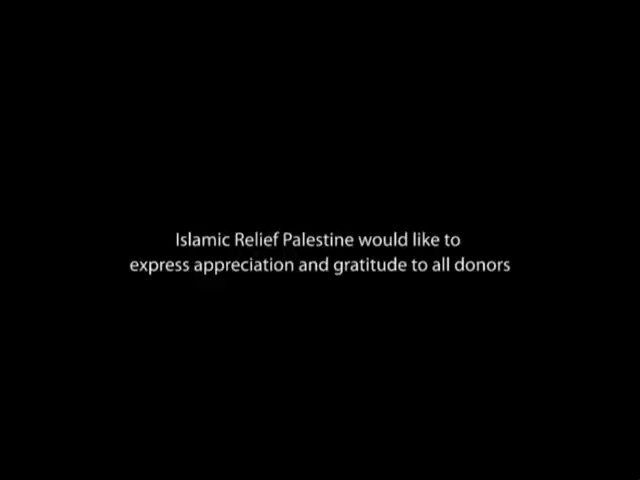 Islamic Relief Palestine would like to
express appreciation and gratitude to all donors